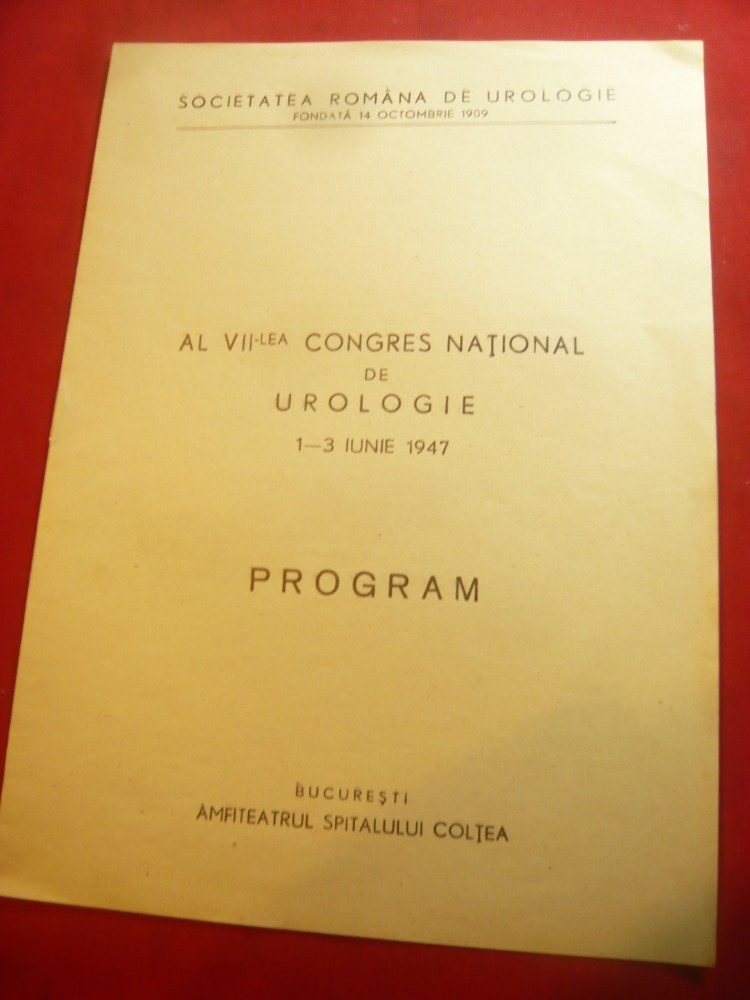 SOCIETATEA ROMÂNA DE UROLOGIE
FONDATĂ 14 OCTOMBRIE 1909
AL VII-LEA CONGRES NAŢIONAL
DE
UROLOGIE
1—3 IUNIE 1947
PROGRAM
BUCUREŞTI
AMFITEATRUL SPITALULUI COLŢEA